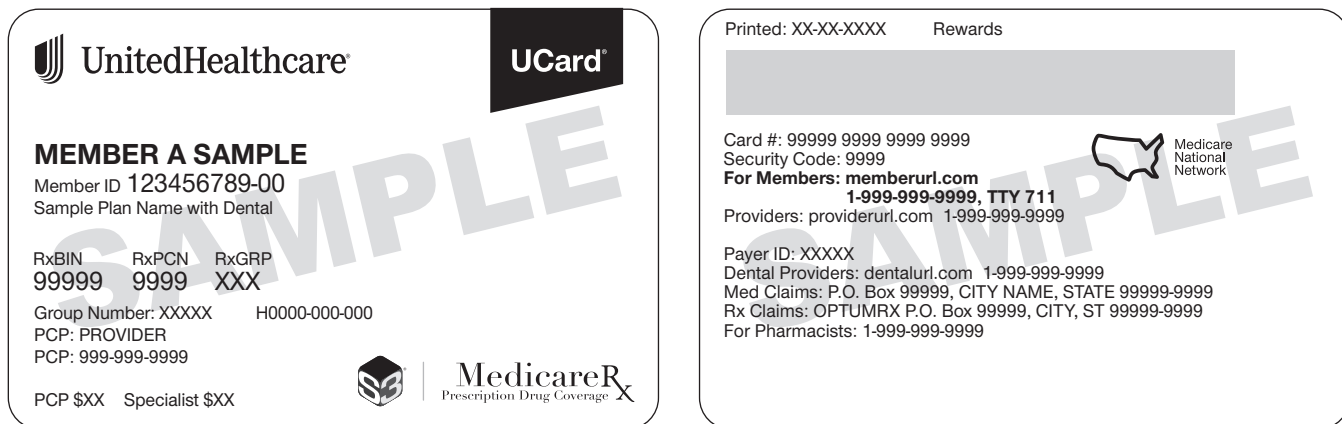 UnitedHealthcare®
UCard®
SAMPLE
MEMBER A SAMPLE
Member ID 123456789-00
Sample Plan Name with Dental
RxBIN RxPCN RxGRP
99999 9999 XXX
Group Number: XXXXX H0000-000-000
PCP: PROVIDER
PCP: 999-999-9999
PCP $XX Specialist $XX
S3
MedicareRx
Prescription Drug Coverage
Printed: XX-XX-XXXX Rewards
SAMPLE
Card #: 99999 9999 9999 9999
Security Code: 9999
For Members: memberurl.com
1-999-999-9999, TTY 711
Providers: providerurl.com 1-999-999-9999
Medicare
National
Network
Payer ID: XXXXX
Dental Providers: dentalurl.com 1-999-999-9999
Med Claims: P.O. Box 99999, CITY NAME, STATE 99999-9999
Rx Claims: OPTUMRX P.O. Box 99999, CITY, ST 99999-9999
For Pharmacists: 1-999-999-9999